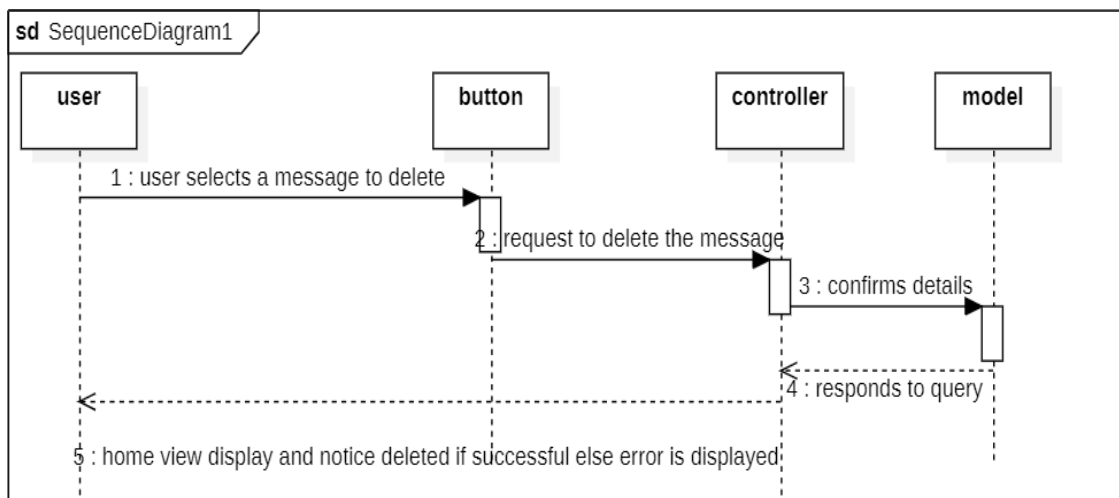 sd SequenceDiagram1
user
button
controller
model
1 : user selects a message to delete
2 : request to delete the message
3 : confirms details
4 : responds to query
5 : home view display and notice deleted if successful else error is displayed